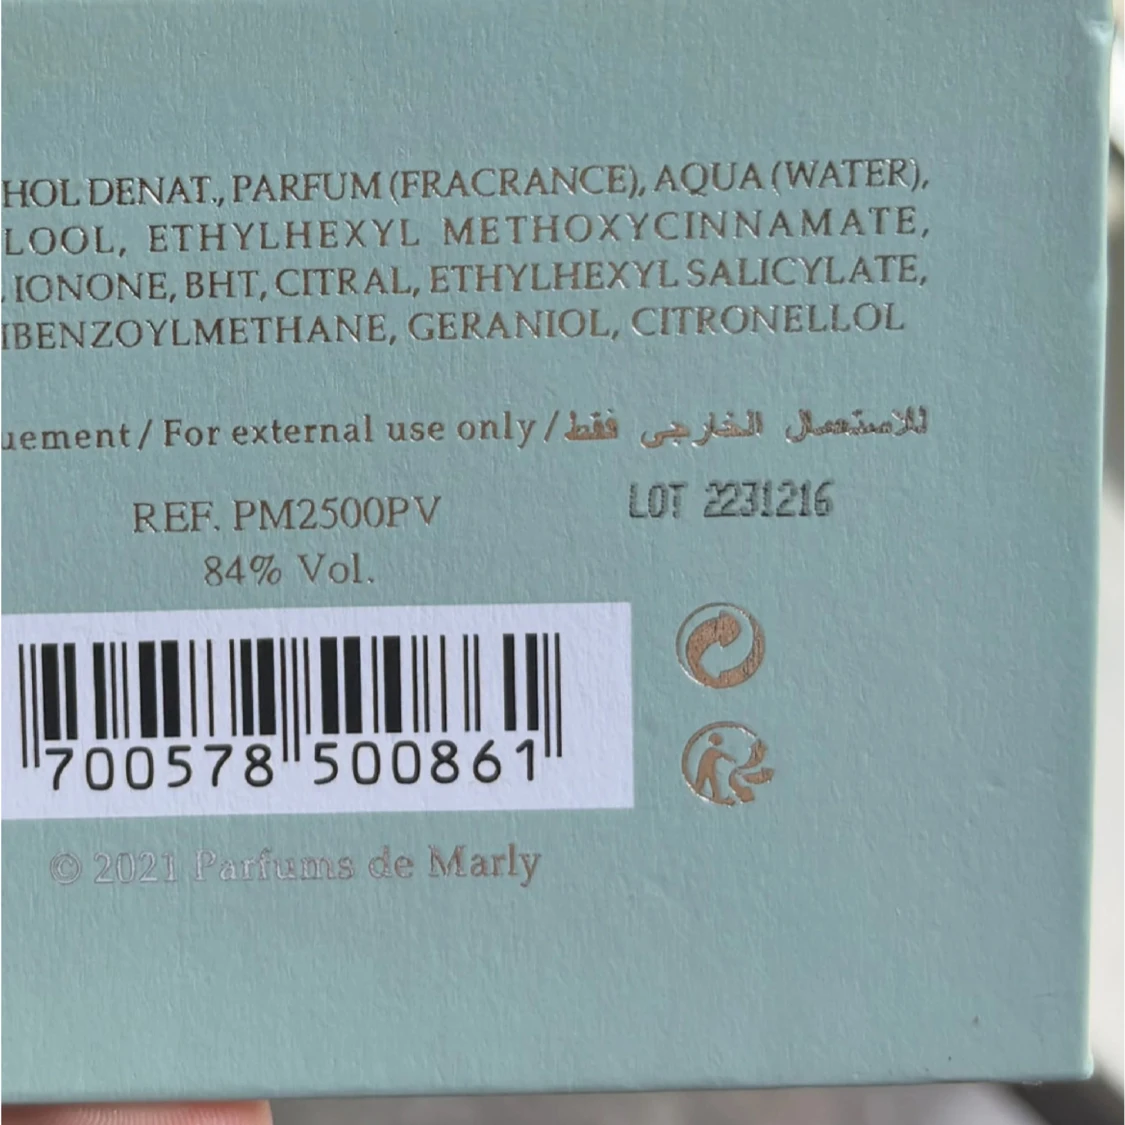 HOL DENAT., PARFUM (FRAGRANCE), AQUA (WATER),
LOOL, ETHYLHEXYL METHOXYCINNAMATE,
IONONE, BHT, CITRAL, ETHYLHEXYL SALICYLATE,
IBENZOYLMETHANE, GERANIOL, CITRONELLOL
uement / For external use only / للاستعمال الخارجي فقط
REF. PM2500PV
LOT 2231216
84% Vol.
700578 500861
© 2021 Parfums de Marly